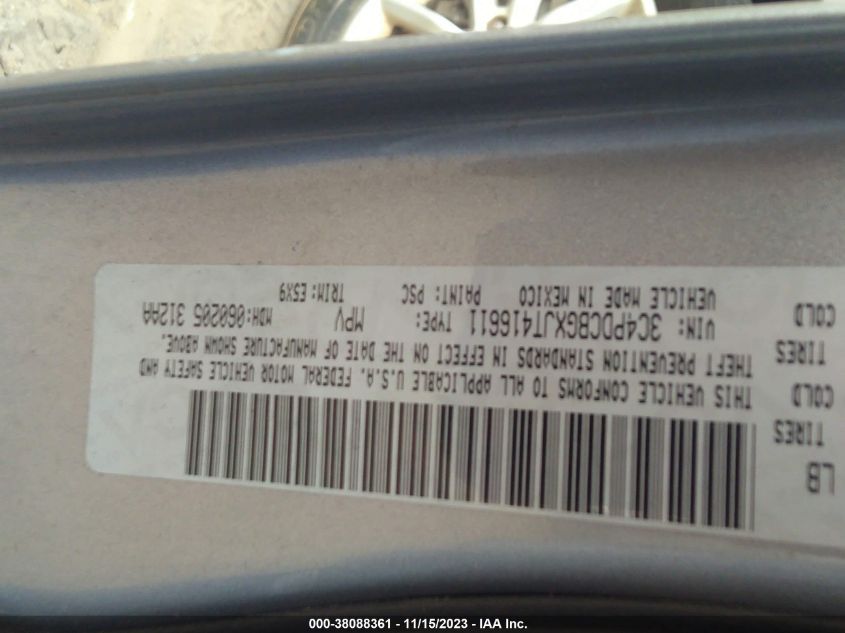 LB
TIRES COLD
TIRES COLD
THIS VEHICLE CONFORMS TO ALL APPLICABLE U.S.A. FEDERAL MOTOR VEHICLE SAFETY AND
THEFT PREVENTION STANDARDS IN EFFECT ON THE DATE OF MANUFACTURE SHOWN ABOVE.
VIN: 3C4PDCBGXJT416611 TYPE: MPV MDH:060205 312AA
VEHICLE MADE IN MEXICO PAINT: PSC TRIM:E5X9
000-38088361 - 11/15/2023 - IAA Inc.